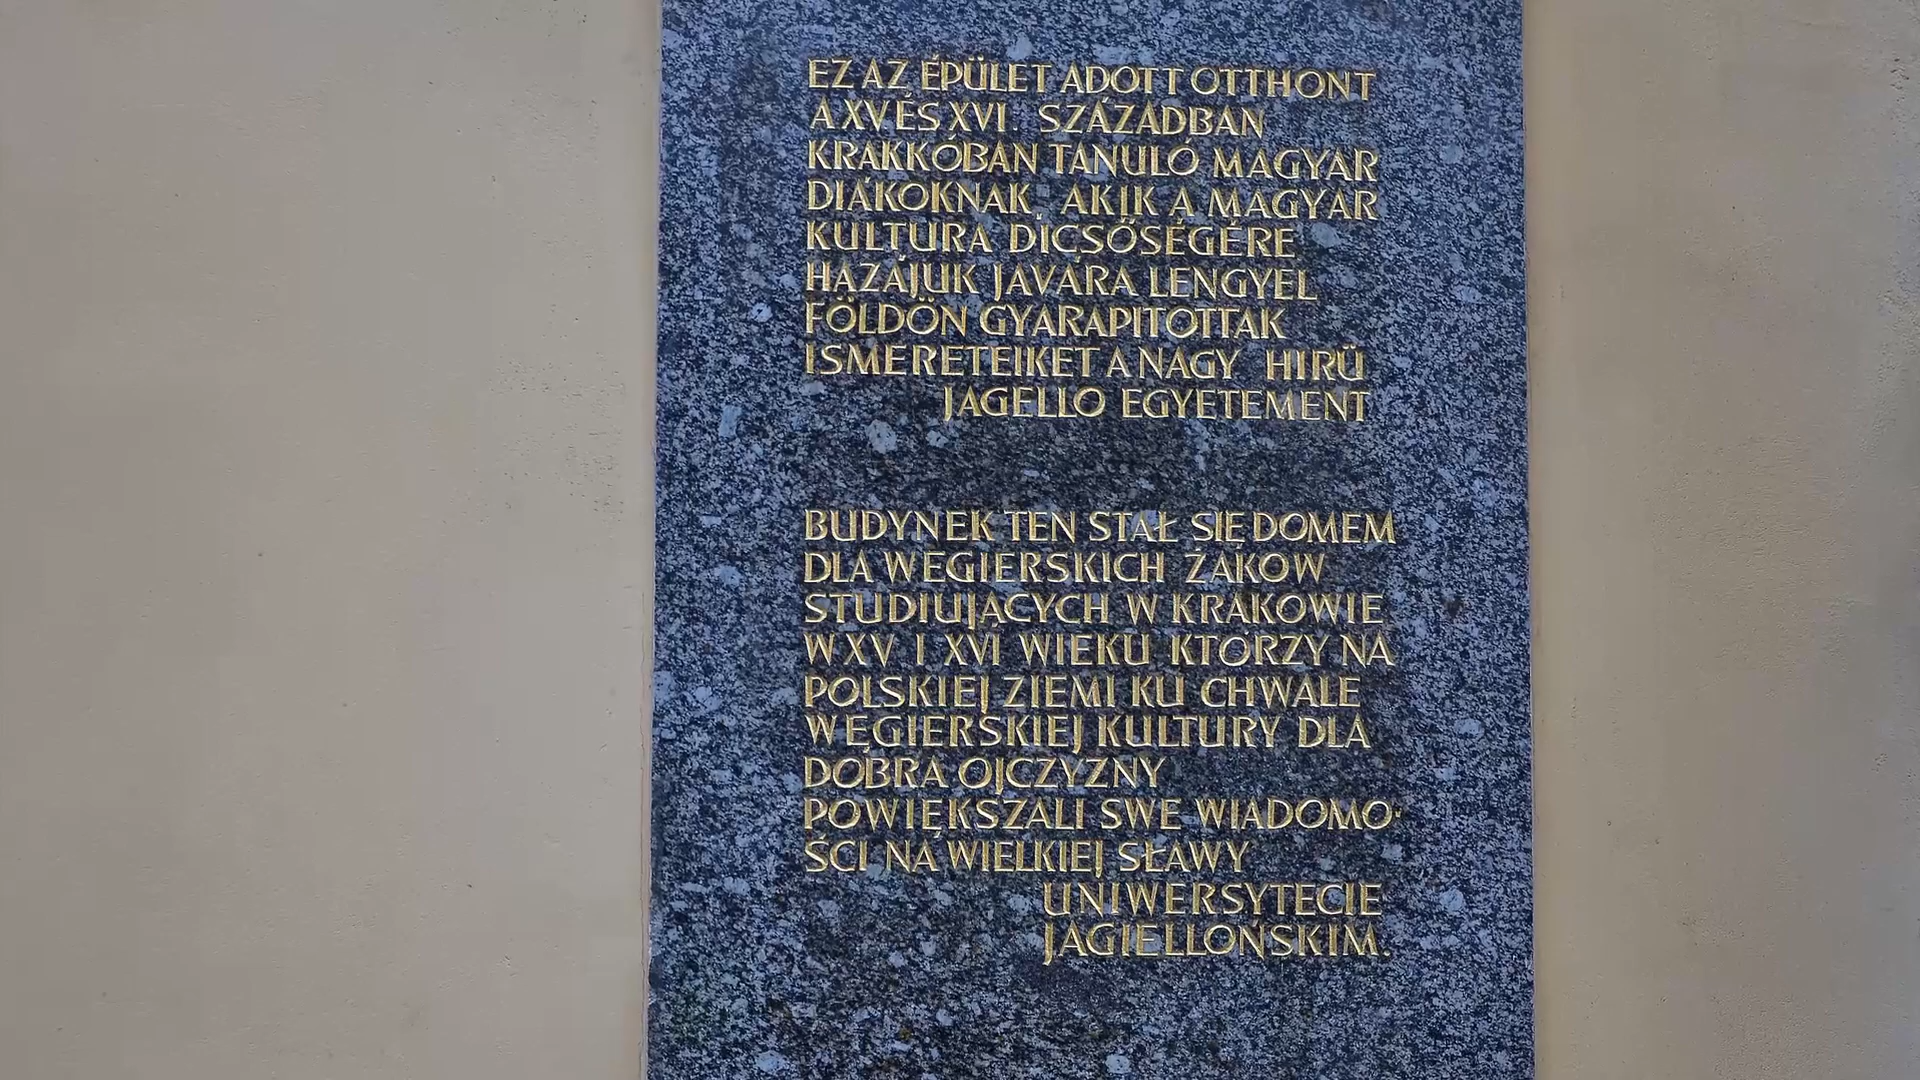 EZ AZ ÉPÜLET ADOTT OTTHONT
A XV ÉS XVI. SZÁZADBAN
KRAKKÓBAN TANULÓ MAGYAR
DIÁKOKNAK, AKIK A MAGYAR
KULTURA DICSŐSÉGÉRE
HAZÁJUK JAVÁRA LENGYEL
FÖLDÖN GYARAPITOTTAK
ISMERETEIKET A NAGY HIRÜ
JAGELLO EGYETEMENT
BUDYNEK TEN STAŁ SIĘ DOMEM
DLA WĘGIERSKICH ŻAKÓW
STUDIUJĄCYCH W KRAKOWIE
W XV I XVI WIEKU KTÓRZY NA
POLSKIEJ ZIEMI KU CHWALE
WĘGIERSKIEJ KULTURY DLA
DOBRA OJCZYZNY
POWIĘKSZALI SWE WIADOMO-
ŚCI NA WIELKIEJ SŁAWY
UNIWERSYTECIE
JAGIELLOŃSKIM.